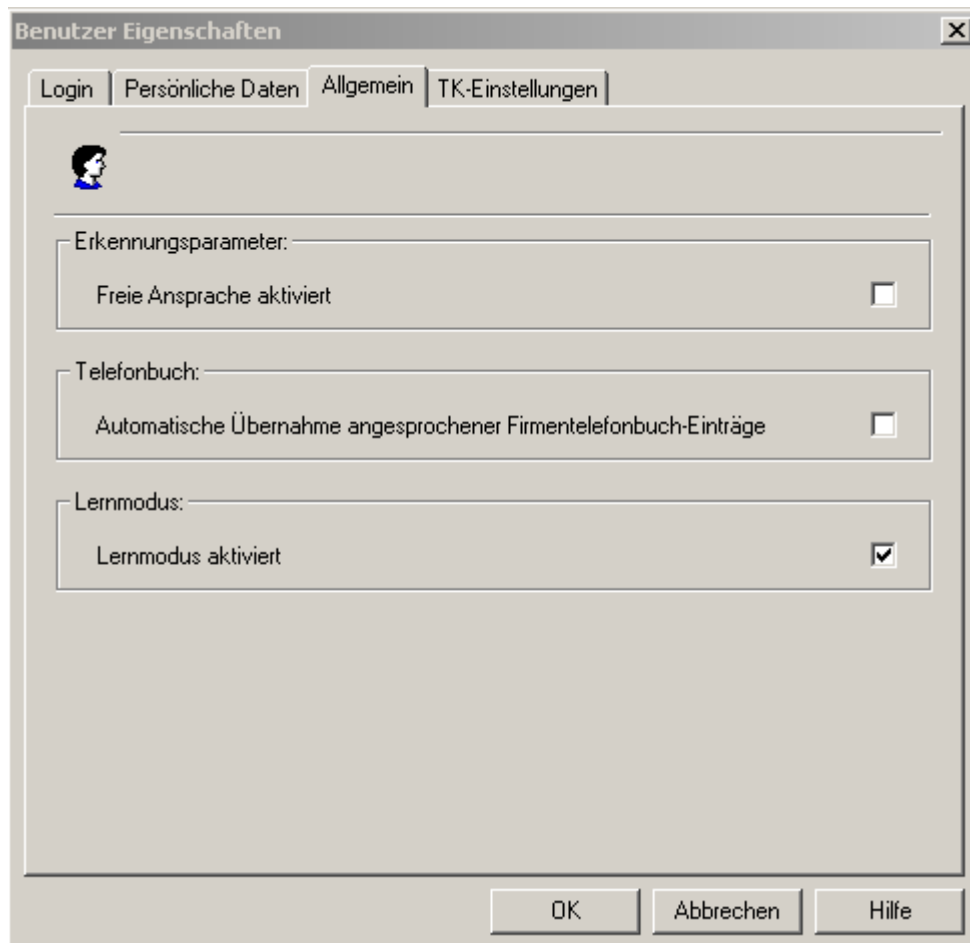 Benutzer Eigenschaften
Login Persönliche Daten Allgemein TK-Einstellungen
Erkennungsparameter:
Freie Ansprache aktiviert
Telefonbuch:
Automatische Übernahme angesprochener Firmentelefonbuch-Einträge
Lernmodus:
Lernmodus aktiviert
OK Abbrechen Hilfe